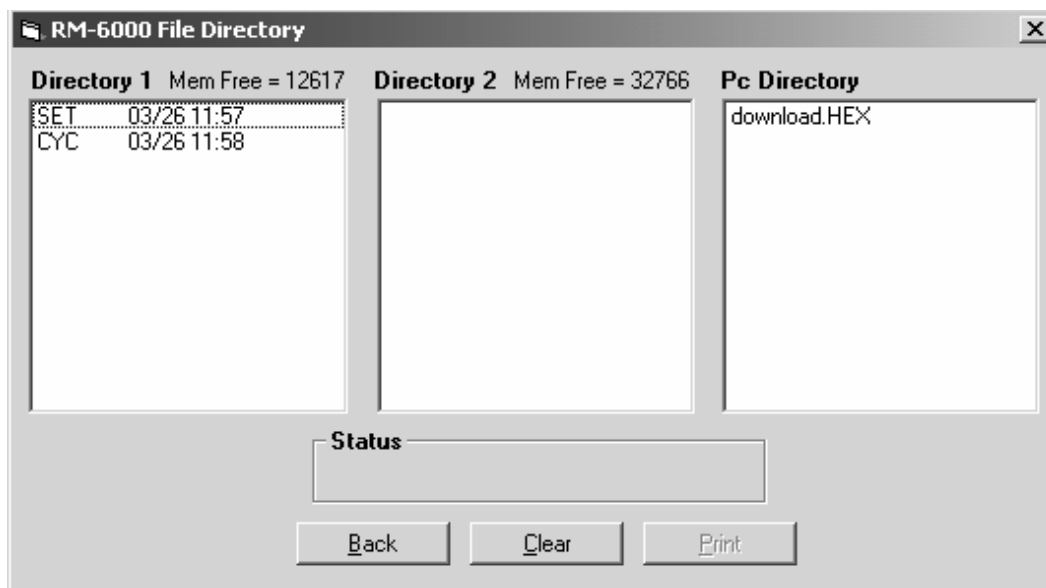 RM-6000 File Directory
Directory 1 Mem Free = 12617 Directory 2 Mem Free = 32766 Pc Directory
SET 03/26 11:57
CYC 03/26 11:58
download.HEX
Status
Back Clear Print